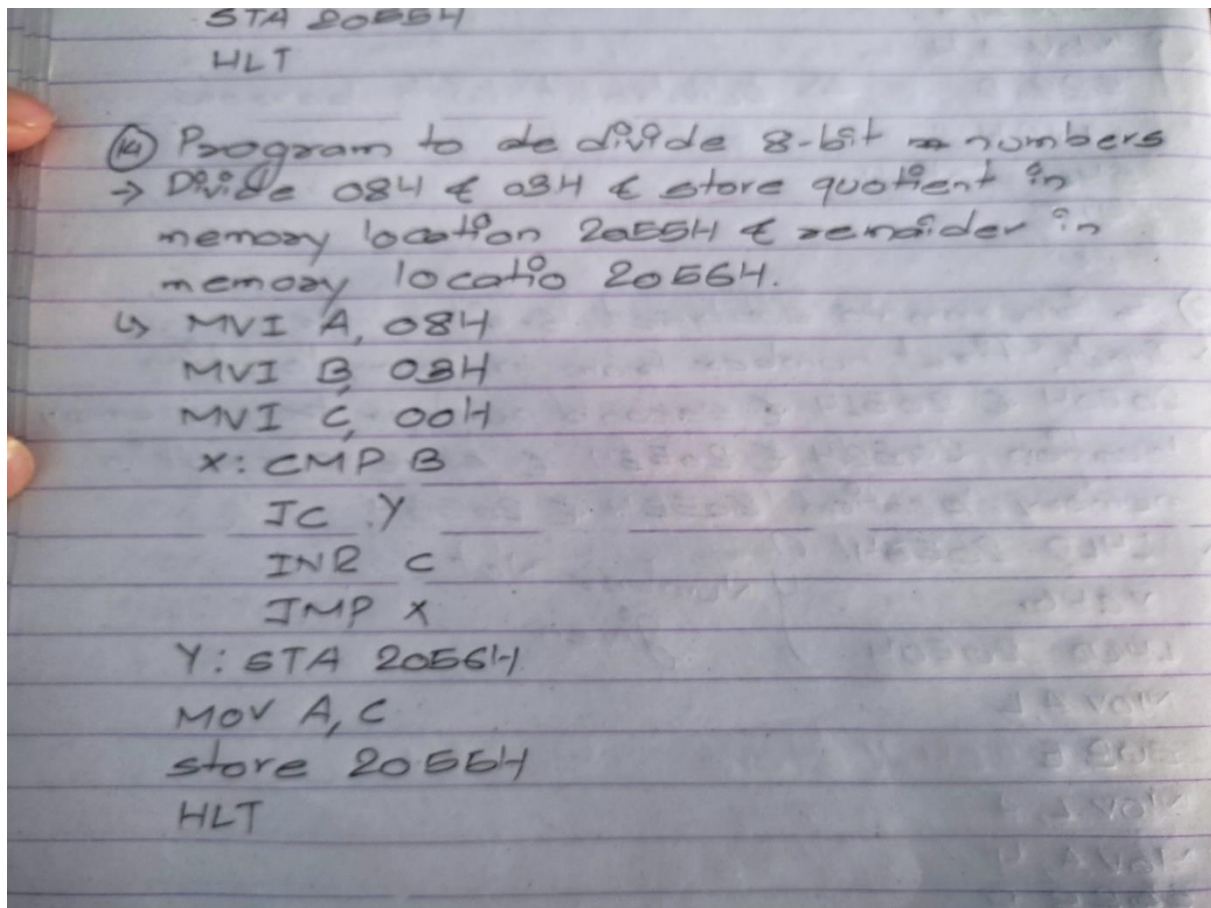 STA 2055H
HLT
(14) Program to de divide 8-bit numbers
→ Divide 08H & 03H & store quotient in
memory location 2055H & remaider in
memory locatio 2056H.
↳ MVI A, 08H
MVI B, 03H
MVI C, 00H
X: CMP B
JC Y
INR C
JMP X
Y: STA 2056H
MOV A, C
store 2055H
HLT